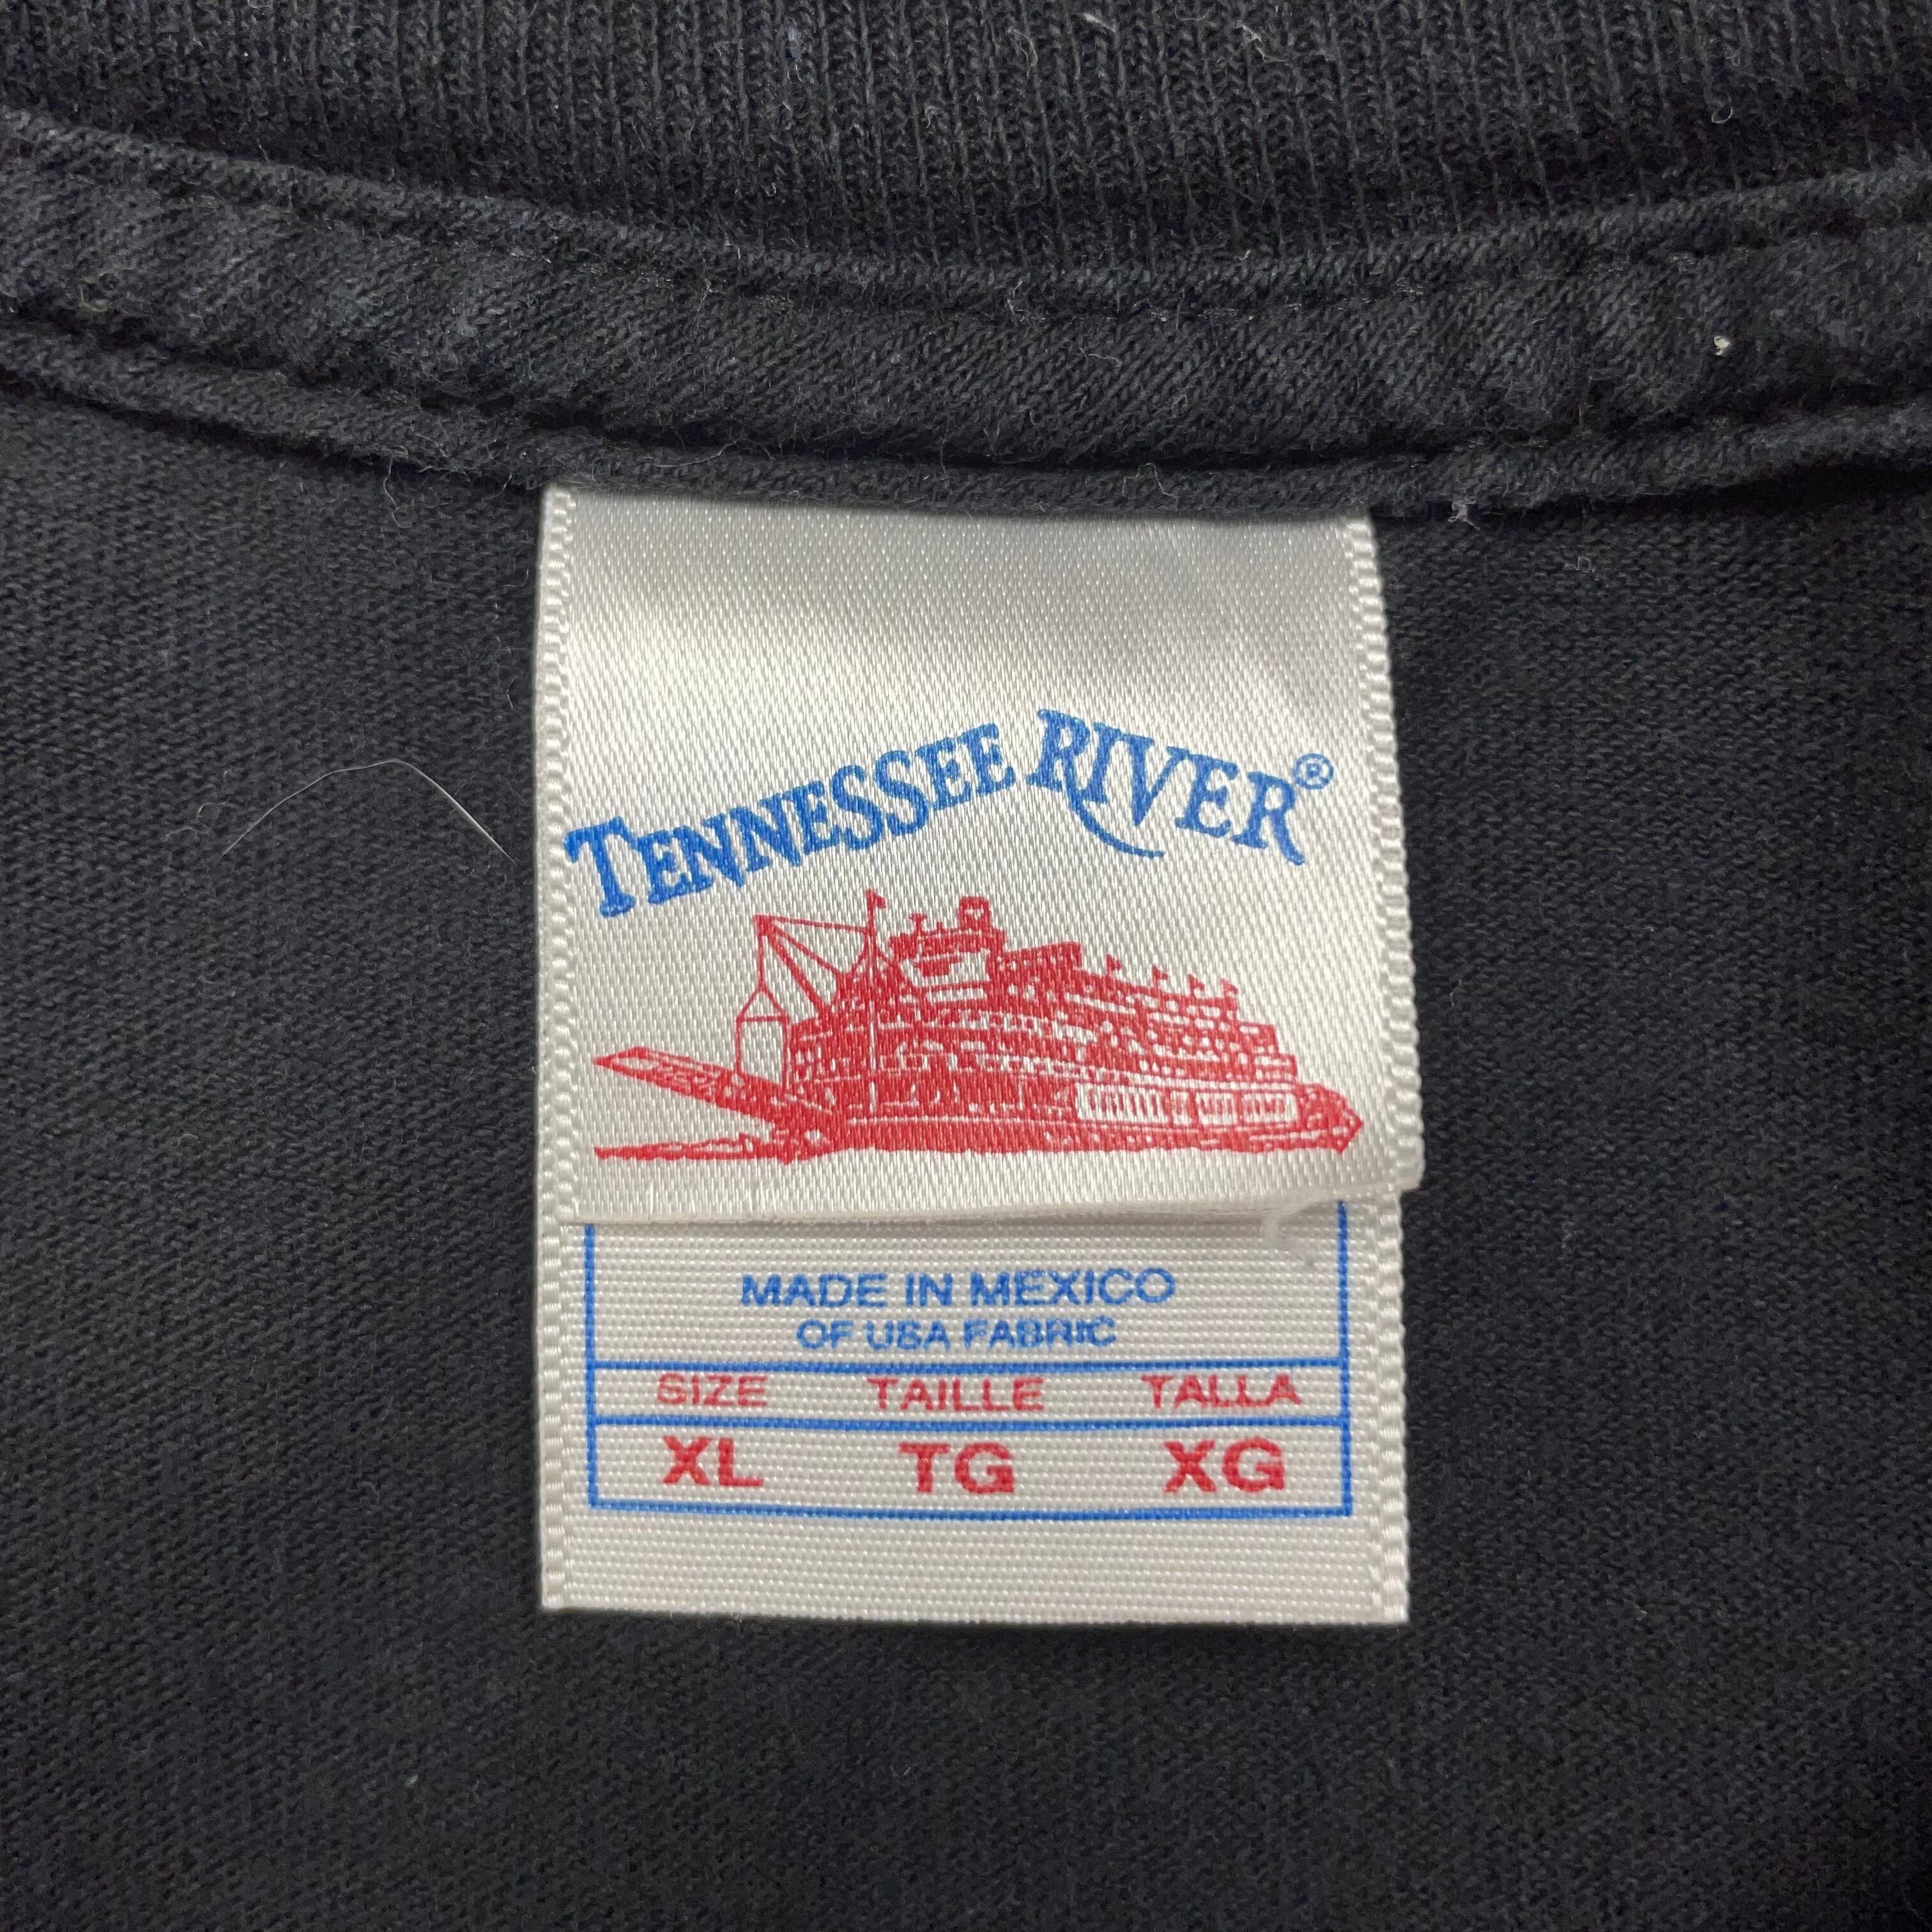 TENNESSEE RIVER®
MADE IN MEXICO
OF USA FABRIC
SIZE TAILLE TALLA
XL TG XG